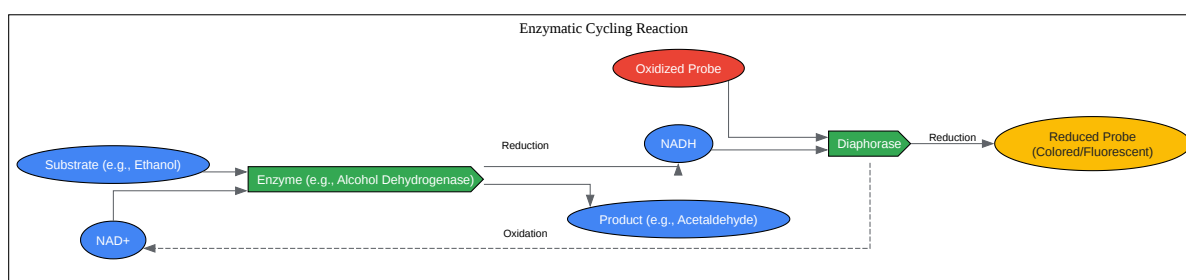 Enzymatic Cycling Reaction
Oxidized Probe
Substrate (e.g., Ethanol)
Enzyme (e.g., Alcohol Dehydrogenase)
Reduction
NADH
Diaphorase
Reduction
Reduced Probe
(Colored/Fluorescent)
NAD+
Product (e.g., Acetaldehyde)
Oxidation